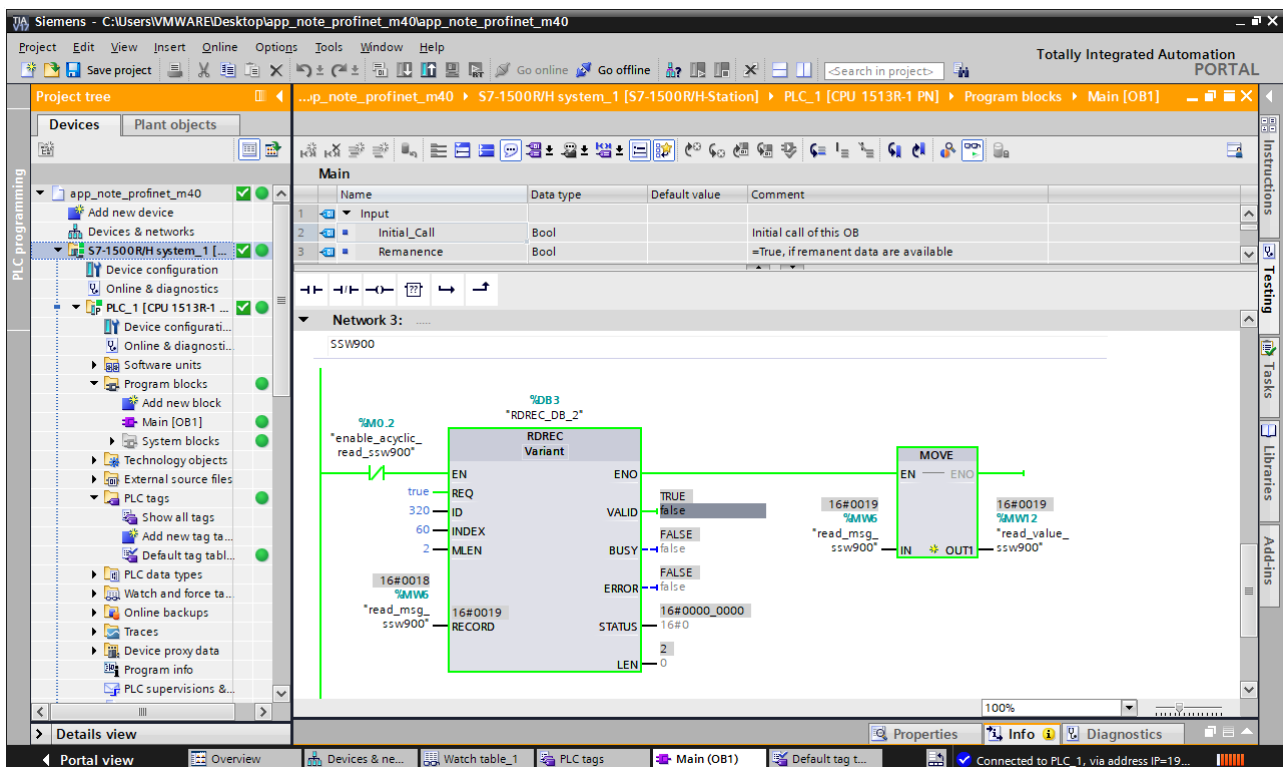 Siemens - C:\Users\VMWARE\Desktop\app_note_profinet_m40\app_note_profinet_m40
Project Edit View Insert Online Options Tools Window Help
Totally Integrated Automation
PORTAL
Save project Go online Go offline <Search in project>
Project tree
...p_note_profinet_m40 S7-1500R/H system_1 [S7-1500R/H-Station] PLC_1 [CPU 1513R-1 PN] Program blocks Main [OB1]
Devices Plant objects
PLC programming
app_note_profinet_m40
Add new device
Devices & networks
S7-1500R/H system_1 [...
Device configuration
Online & diagnostics
PLC_1 [CPU 1513R-1 ...
Device configurati...
Online & diagnosti...
Software units
Program blocks
Add new block
Main [OB1]
System blocks
Technology objects
External source files
PLC tags
Show all tags
Add new tag ta...
Default tag tabl...
PLC data types
Watch and force ta...
Online backups
Traces
Device proxy data
Program info
PLC supervisions &...
Details view
Main
Name Data type Default value Comment
1 Input
2 Initial_Call Bool Initial call of this OB
3 Remanence Bool =True, if remanent data are available
??
Network 3: .....
SSW900
%DB3
"RDREC_DB_2"
%M0.2
"enable_acyclic_
read_ssw900"
RDREC
Variant
EN ENO
true REQ
320 ID
60 INDEX
2 MLEN
16#0018
%MW6
"read_msg_
ssw900"
16#0019
RECORD
TRUE
VALID false
FALSE
BUSY false
FALSE
ERROR false
16#0000_0000
STATUS 16#0
2
LEN 0
MOVE
EN ENO
16#0019
%MW6
"read_msg_
ssw900" IN
OUT1
16#0019
%MW12
"read_value_
ssw900"
100%
Properties Info Diagnostics
Instructions
Testing
Tasks
Libraries
Add-ins
Portal view Overview Devices & ne... Watch table_1 PLC tags Main (OB1) Default tag t... Connected to PLC_1, via address IP=19...